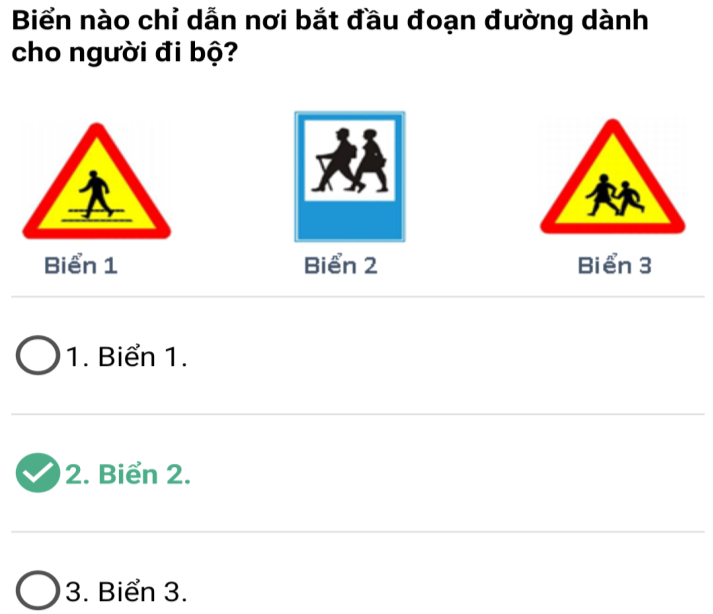 Biển nào chỉ dẫn nơi bắt đầu đoạn đường dành
cho người đi bộ?
Biển 1
Biển 2
Biển 3
1. Biển 1.
2. Biển 2.
3. Biển 3.